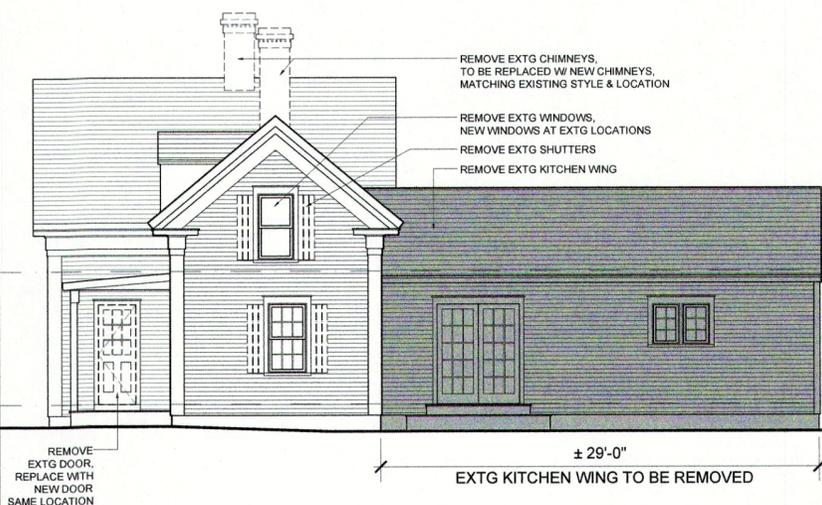 REMOVE EXTG CHIMNEYS,
TO BE REPLACED W/ NEW CHIMNEYS,
MATCHING EXISTING STYLE & LOCATION
REMOVE EXTG WINDOWS,
NEW WINDOWS AT EXTG LOCATIONS
REMOVE EXTG SHUTTERS
REMOVE EXTG KITCHEN WING
REMOVE
EXTG DOOR,
REPLACE WITH
NEW DOOR
SAME LOCATION
± 29'-0"
EXTG KITCHEN WING TO BE REMOVED